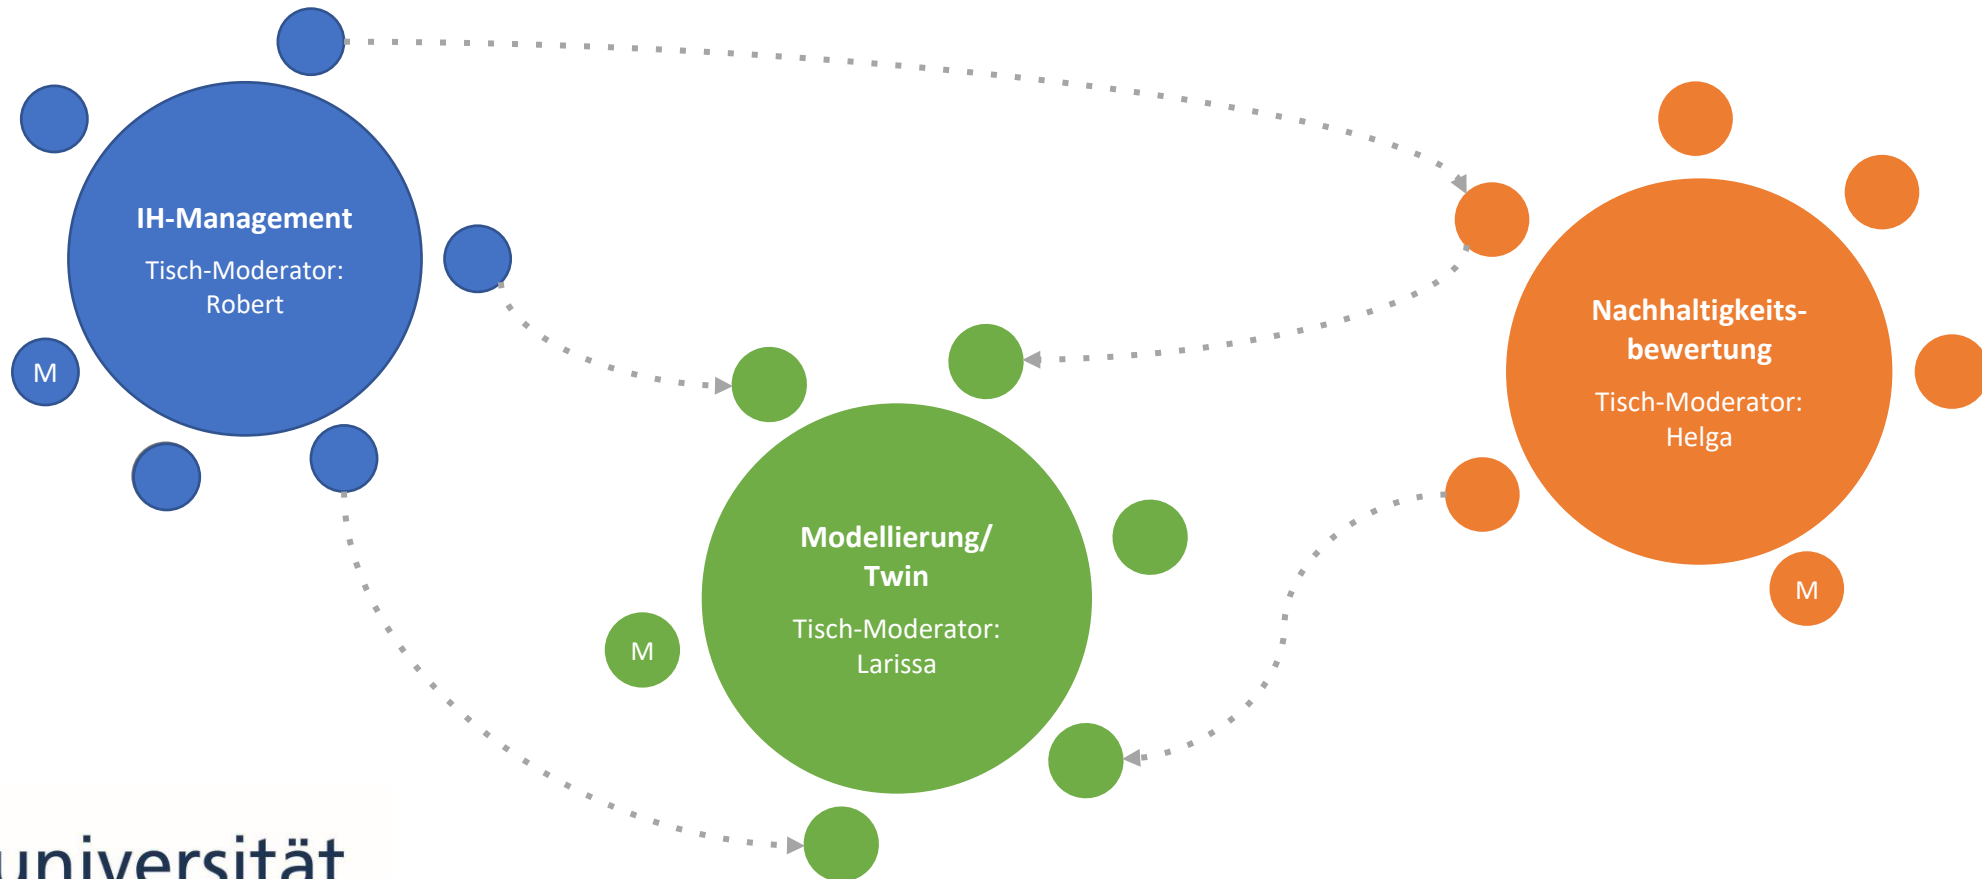 IH-Management
Tisch-Moderator:
Robert
M
Modellierung/
Twin
Tisch-Moderator:
Larissa
M
Nachhaltigkeits-
bewertung
Tisch-Moderator:
Helga
M
universität